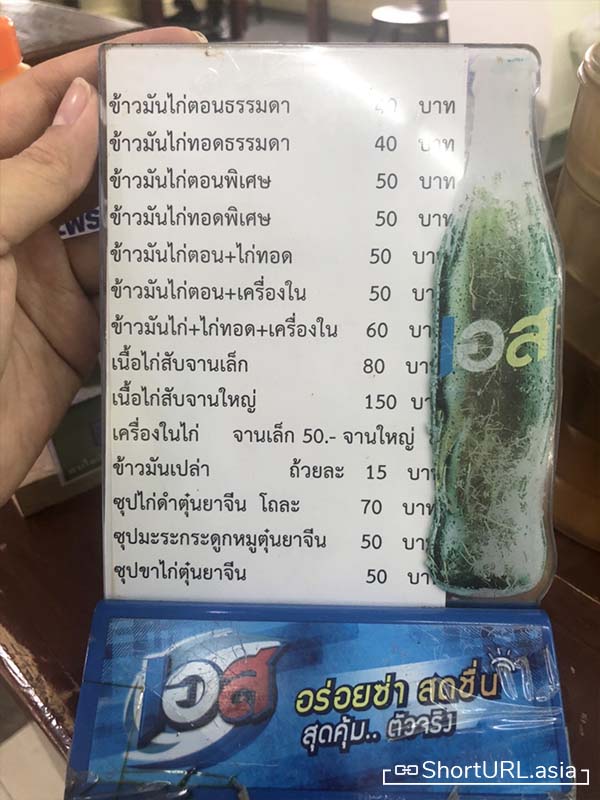 ข้าวมันไก่ตอนธรรมดา 40 บาท
ข้าวมันไก่ทอดธรรมดา 40 บาท
ข้าวมันไก่ตอนพิเศษ 50 บาท
ข้าวมันไก่ทอดพิเศษ 50 บาท
ข้าวมันไก่ตอน+ไก่ทอด 50
ข้าวมันไก่ตอน+เครื่องใน 50
ข้าวมันไก่+ไก่ทอด+เครื่องใน 60
เนื้อไก่สับจานเล็ก 80
เนื้อไก่สับจานใหญ่ 150
เครื่องในไก่ จานเล็ก 50.- จานใหญ่
ข้าวมันเปล่า ถ้วยละ 15
ซุปไก่ดำตุ๋นยาจีน โถละ 70
ซุปมะระกระดูกหมูตุ๋นยาจีน 50
ซุปขาไก่ตุ๋นยาจีน 50
เอส
เอส
อร่อยซ่า สดชื่น
สุดคุ้ม.. ตัวจริง
ShortURL.asia